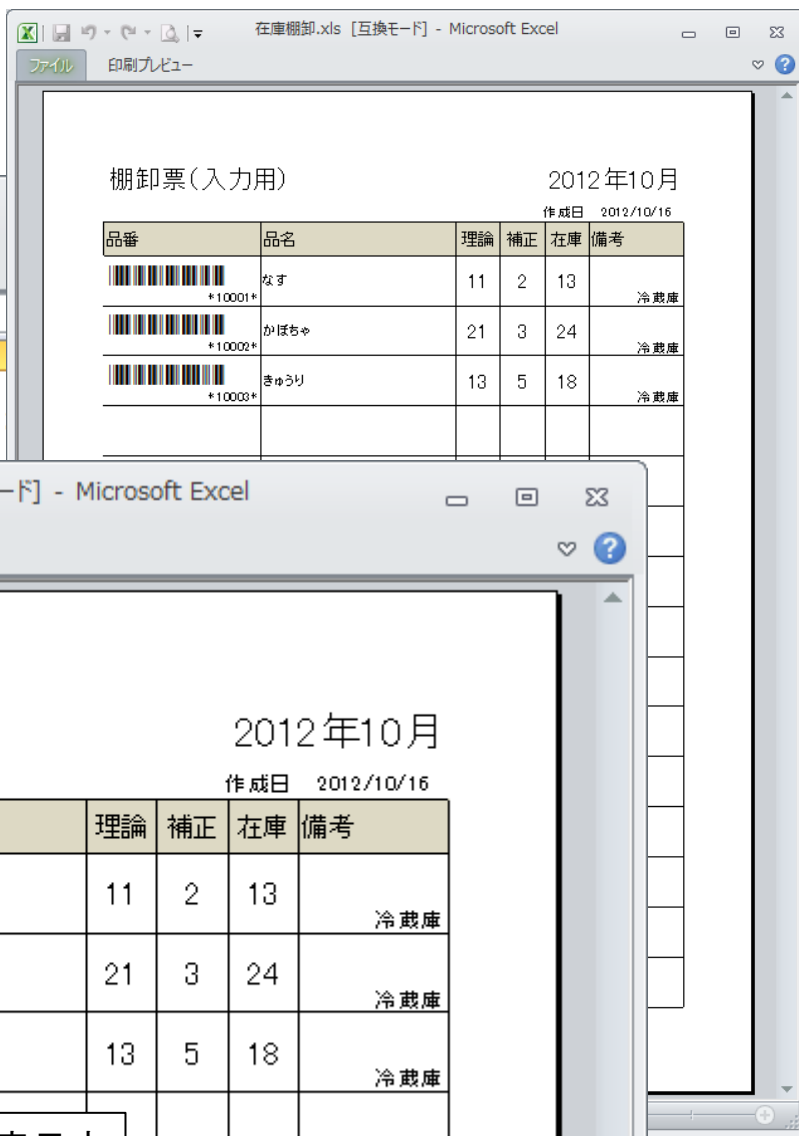 在庫棚卸.xls [互換モード] - Microsoft Excel
ファイル 印刷プレビュー
棚卸票(入力用) 2012年10月
作成日 2012/10/16
品番 品名 理論 補正 在庫 備考
*10001* なす 11 2 13 冷蔵庫
*10002* かぼちゃ 21 3 24 冷蔵庫
*10003* きゅうり 13 5 18 冷蔵庫
ード] - Microsoft Excel
2012年10月
作成日 2012/10/16
理論 補正 在庫 備考
11 2 13 冷蔵庫
21 3 24 冷蔵庫
13 5 18 冷蔵庫